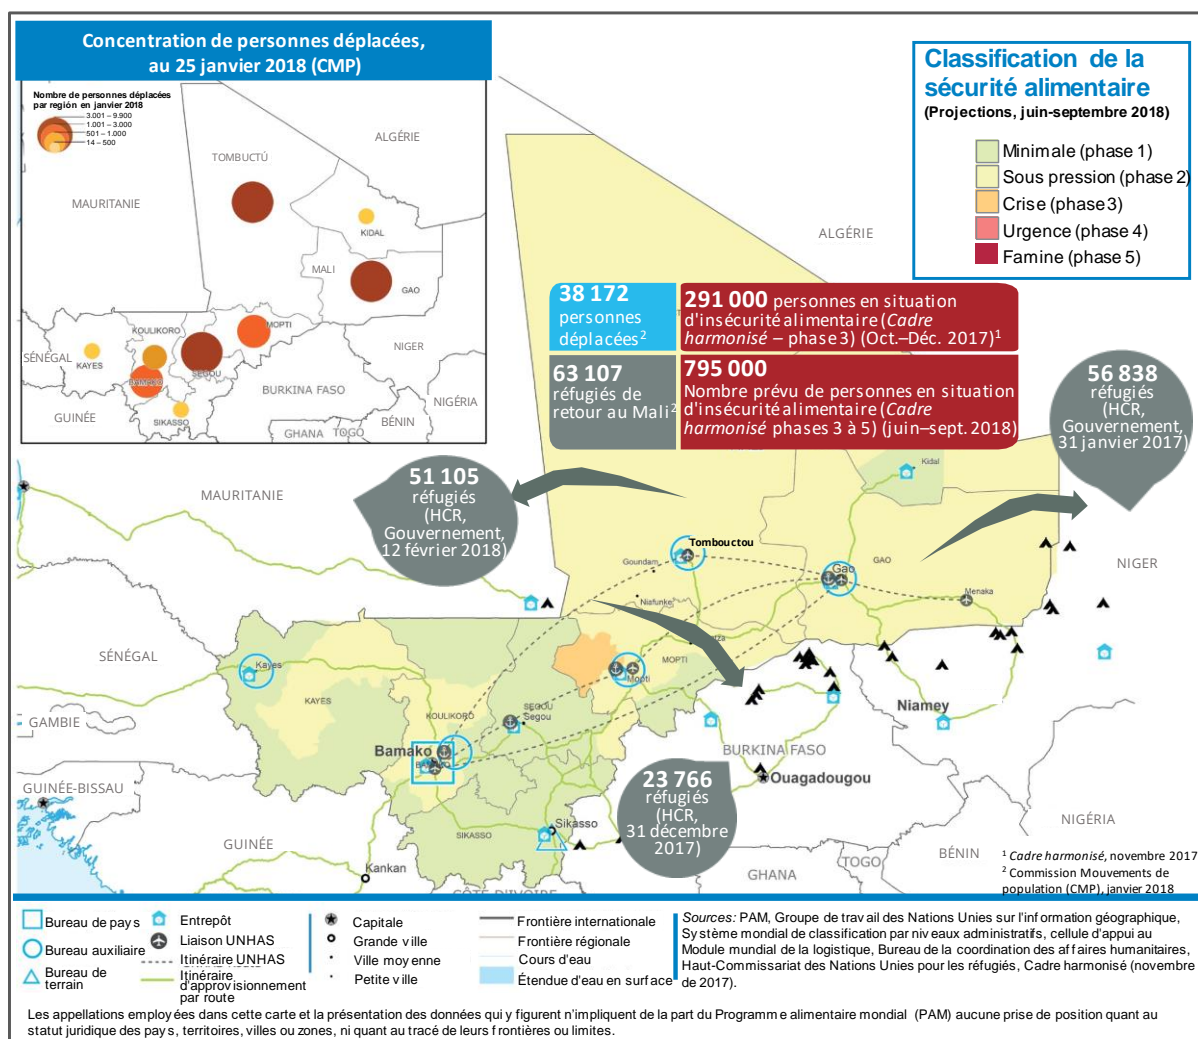 Concentration de personnes déplacées,
au 25 janvier 2018 (CMP)
Nombre de personnes déplacées
par región en janvier 2018
3.001 – 9.900
1.001 – 3.000
501 – 1.000
14 – 500
ALGÉRIE
TOMBUCTÚ
MAURITANIE
KIDAL
MALI
GAO
KOULIKORO
MOPTI
SÉNÉGAL
KAYES
SEGOU
BAMAKO
NIGER
BURKINA FASO
NIGÉRIA
GUINÉE
SIKASSO
BÉNIN
GHANA
TOGO
Classification de la
sécurité alimentaire
(Projections, juin-septembre 2018)
Minimale (phase 1)
Sous pression (phase 2)
Crise (phase 3)
Urgence (phase 4)
Famine (phase 5)
ALGÉRIE
38 172
personnes
déplacées²
291 000 personnes en situation
d'insécurité alimentaire (Cadre
harmonisé – phase 3) (Oct.–Déc. 2017)¹
63 107
réfugiés de
retour au Mali²
795 000
Nombre prévu de personnes en situation
d'insécurité alimentaire (Cadre
harmonisé phases 3 à 5) (juin–sept. 2018)
56 838
réfugiés
(HCR,
Gouvernement,
31 janvier 2017)
51 105
réfugiés
(HCR,
Gouvernement,
12 février 2018)
MAURITANIE
Kidal
Tombouctou
Goundam
Niafunke
GAO
Gao
Menaka
NIGER
SÉNÉGAL
Kayes
KAYES
MOPTI
Mopti
GAMBIE
KOULIKORO
SEGOU
Segou
Niamey
Bamako
BAMAKO
BURKINA FASO
Ouagadougou
GUINÉE-BISSAU
23 766
réfugiés
(HCR,
31 décembre
2017)
Sikasso
SIKASSO
GUINÉE
Kankan
CÔTE D'IVOIRE
GHANA
TOGO
BÉNIN
NIGÉRIA
¹ Cadre harmonisé, novembre 2017
² Commission Mouvements de
population (CMP), janvier 2018
Bureau de pays
Bureau auxiliaire
Bureau de
terrain
Entrepôt
Liaison UNHAS
Itinéraire UNHAS
Itinéraire
d'approvisionnement
par route
Capitale
Grande ville
Ville moyenne
Petite ville
Frontière internationale
Frontière régionale
Cours d'eau
Étendue d'eau en surface
Sources: PAM, Groupe de travail des Nations Unies sur l'information géographique,
Système mondial de classification par niveaux administratifs, cellule d'appui au
Module mundial de la logistique, Bureau de la coordination des affaires humanitaires,
Haut-Commissariat des Nations Unies pour les réfugiés, Cadre harmonisé (novembre
de 2017).
Les appellations employées dans cette carte et la présentation des données qui y figurent n'impliquent de la part du Programme alimentaire mondial (PAM) aucune prise de position quant au
statut juridique des pays, territoires, villes ou zones, ni quant au tracé de leurs frontières ou limites.